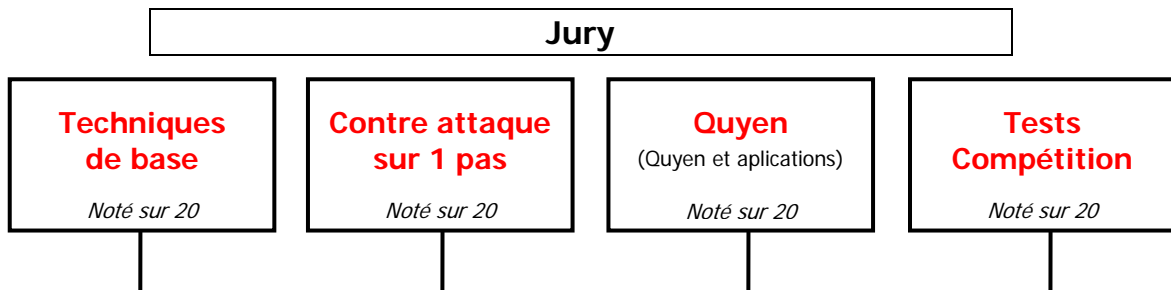 Jury
Techniques
de base
Noté sur 20
Contre attaque
sur 1 pas
Noté sur 20
Quyen
(Quyen et aplications)
Noté sur 20
Tests
Compétition
Noté sur 20